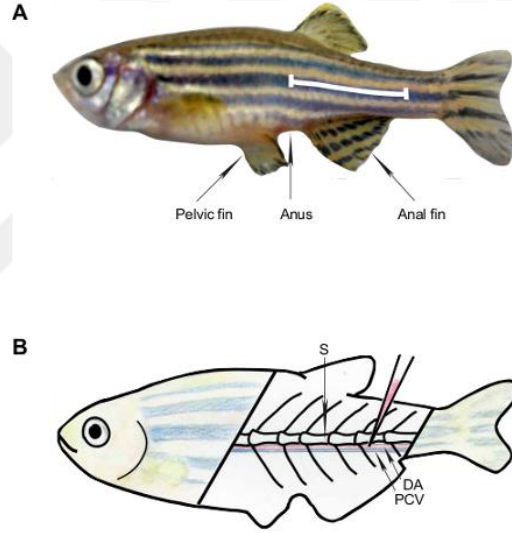 A
Pelvic fin
Anus
Anal fin
B
S
DA
PCV